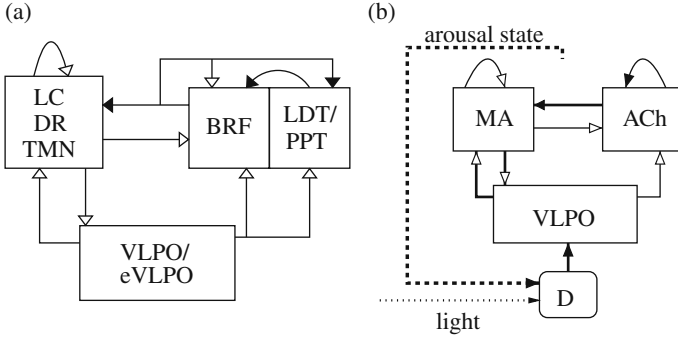 (a)
LC
DR
TMN
BRF
LDT/
PPT
VLPO/
eVLPO
(b)
arousal state
MA
ACh
VLPO
D
light